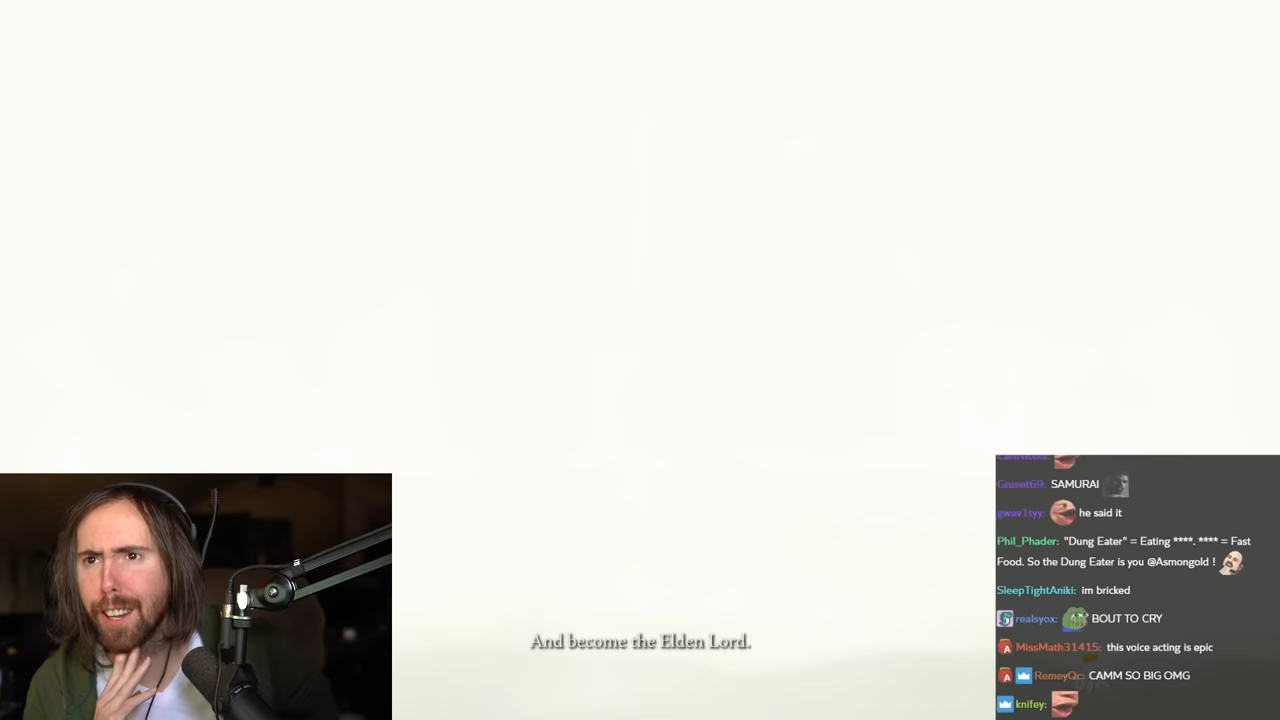 Gruset69: SAMURAI
gwav1tyy: he said it
Phil_Phader: "Dung Eater" = Eating ****. **** = Fast
Food. So the Dung Eater is you @Asmongold !
SleepTightAniki: im bricked
realsyox: BOUT TO CRY
And become the Elden Lord.
MissMath31415: this voice acting is epic
RemeyQc: CAMM SO BIG OMG
knifey: